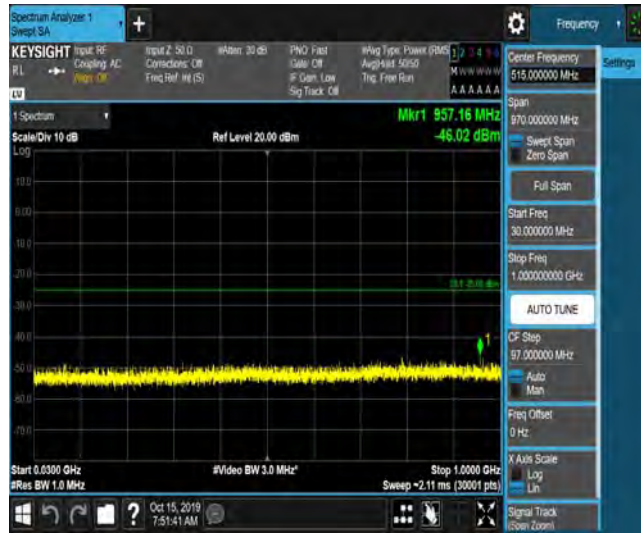 Spectrum Analyzer 1
Swept SA
+
Frequency
Settings
KEYSIGHT
RL
Input: RF
Coupling: AC
Align: Off
Input Z: 50 Ω
Corrections: Off
Freq Ref: Int (S)
#Atten: 30 dB
PNO: Fast
Gate: Off
IF Gain: Low
Sig Track: Off
#Avg Type: Power (RMS
Avg|Hold: 50/50
Trig: Free Run
1 2 3 4 5 6
M W W W W W
A A A A A A
LV
1 Spectrum
Scale/Div 10 dB
Log
Ref Level 20.00 dBm
Mkr1 957.16 MHz
-46.02 dBm
10.0
0.00
-10.0
-20.0
-30.0
-40.0
-50.0
-60.0
-70.0
1
Start 0.0300 GHz
#Res BW 1.0 MHz
#Video BW 3.0 MHz*
Stop 1.0000 GHz
Sweep ~2.11 ms (30001 pts)
?
Oct 15, 2019
7:51:41 AM
Center Frequency
515.000000 MHz
Span
970.000000 MHz
Swept Span
Zero Span
Full Span
Start Freq
30.000000 MHz
Stop Freq
1.000000000 GHz
AUTO TUNE
CF Step
97.000000 MHz
Auto
Man
Freq Offset
0 Hz
X Axis Scale
Log
Lin
Signal Track
(Span Zoom)